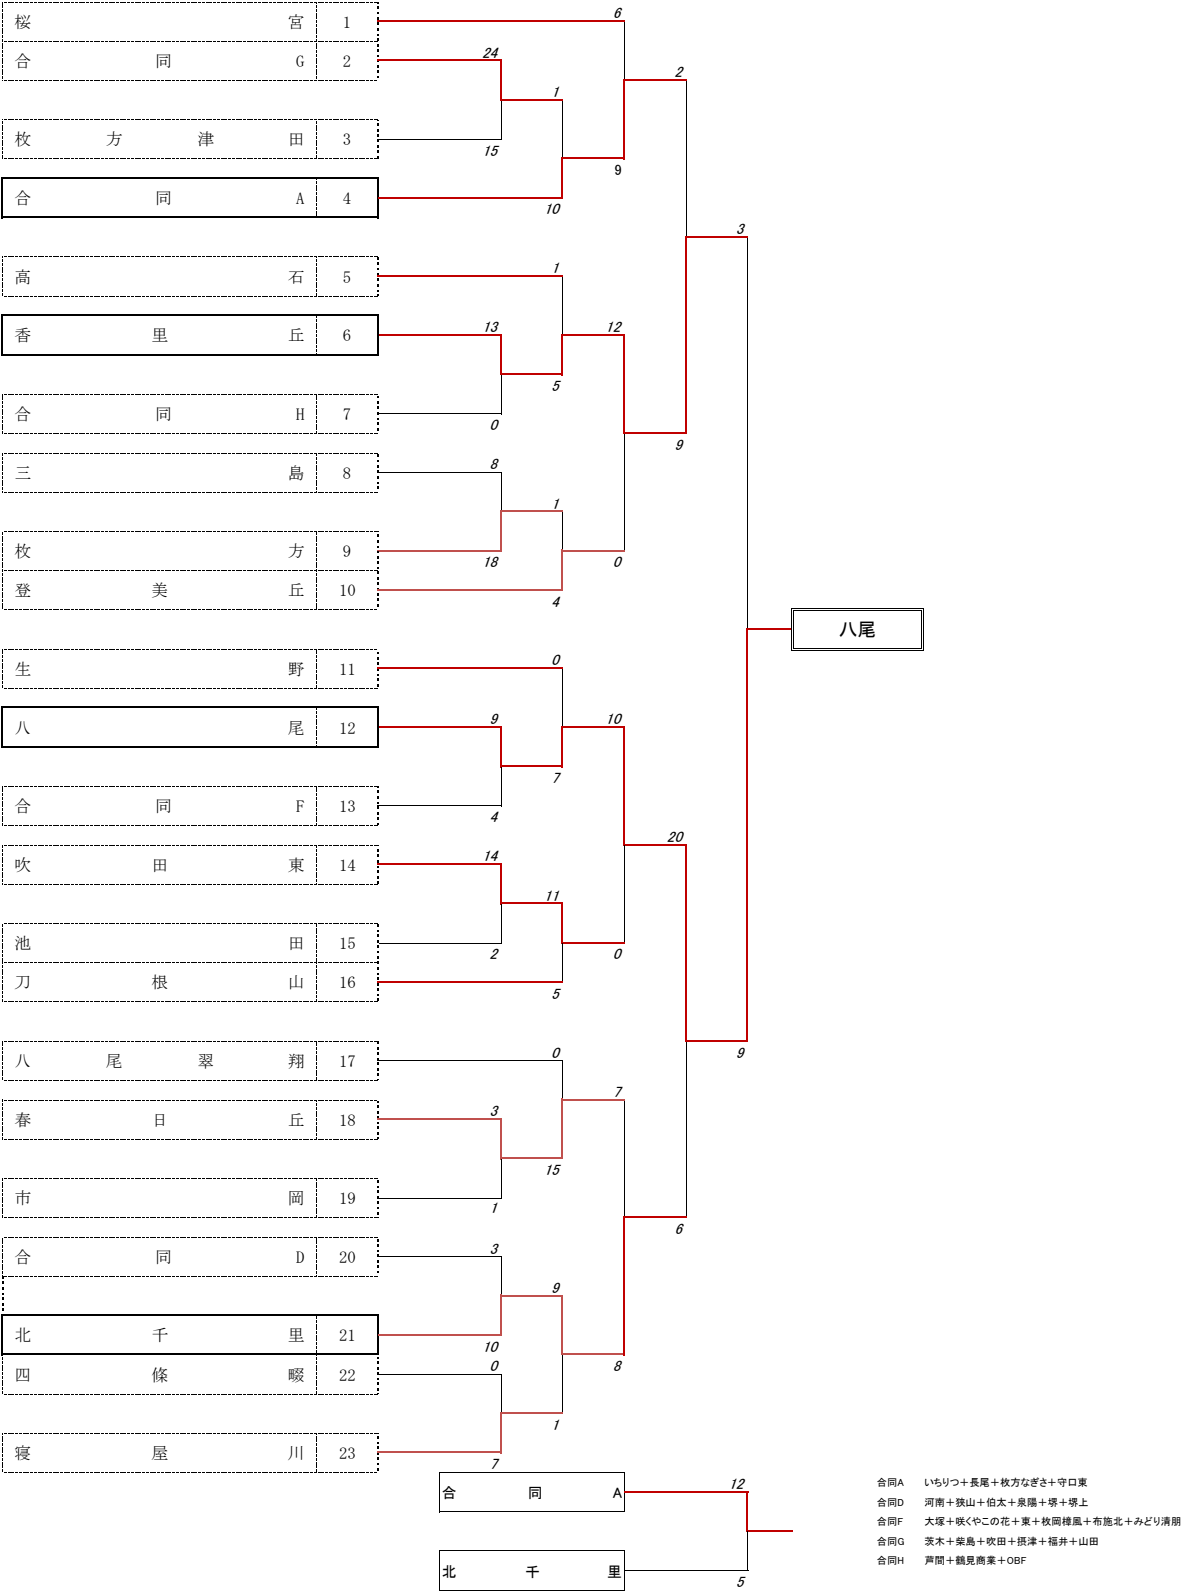 桜宮 1
6
合同G 2
24
2
1
枚方津田 3
15
9
合同A 4
10
3
高石 5
1
香里丘 6
13
12
5
合同H 7
0
9
三島 8
8
1
枚方 9
18
0
登美丘 10
4
八尾
生野 11
0
八尾 12
9
10
7
合同F 13
4
20
吹田東 14
14
11
池田 15
2
0
刀根山 16
5
八尾翠翔 17
0
9
春日丘 18
3
7
15
市岡 19
1
6
合同D 20
3
9
北千里 21
10
四條畷 22
0
8
1
寝屋川 23
7
合同A
12
北千里
5
合同A いちりつ＋長尾＋枚方なぎさ＋守口東
合同D 河南＋狭山＋伯太＋泉陽＋堺＋堺上
合同F 大塚＋咲くやこの花＋東＋枚岡樟風＋布施北＋みどり清朋
合同G 茨木＋柴島＋吹田＋摂津＋福井＋山田
合同H 芦間＋鶴見商業＋OBF